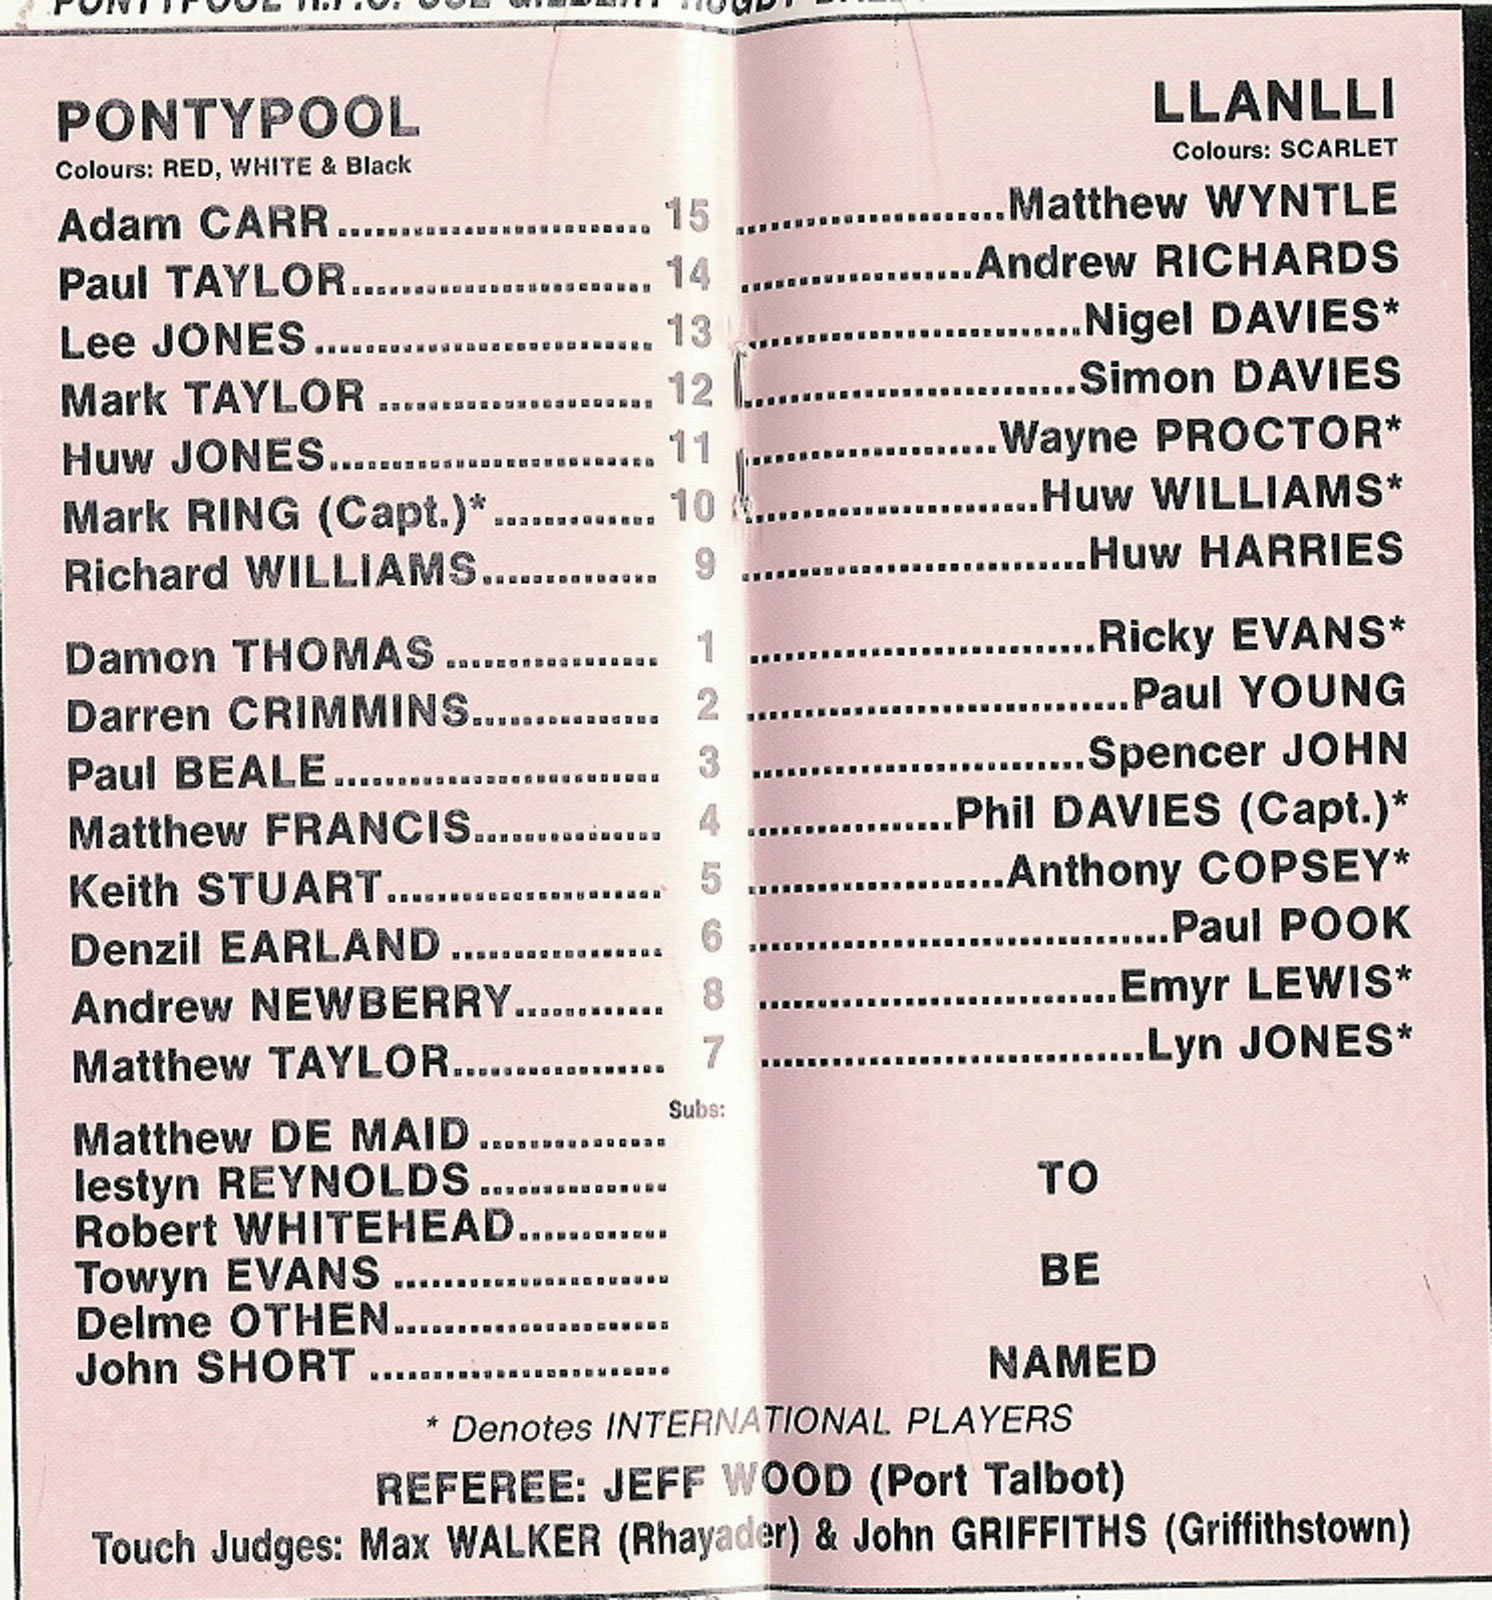 PONTYPOOL R.F.C. USE GILBERT RUGBY
PONTYPOOL LLANLLI
Colours: RED, WHITE & Black Colours: SCARLET
Adam CARR 15 Matthew WYNTLE
Paul TAYLOR 14 Andrew RICHARDS
Lee JONES 13 Nigel DAVIES*
Mark TAYLOR 12 Simon DAVIES
Huw JONES 11 Wayne PROCTOR*
Mark RING (Capt.)* 10 Huw WILLIAMS*
Richard WILLIAMS 9 Huw HARRIES
Damon THOMAS 1 Ricky EVANS*
Darren CRIMMINS 2 Paul YOUNG
Paul BEALE 3 Spencer JOHN
Matthew FRANCIS 4 Phil DAVIES (Capt.)*
Keith STUART 5 Anthony COPSEY*
Denzil EARLAND 6 Paul POOK
Andrew NEWBERRY 8 Emyr LEWIS*
Matthew TAYLOR 7 Lyn JONES*
Subs:
Matthew DE MAID
Iestyn REYNOLDS TO
Robert WHITEHEAD
Towyn EVANS BE
Delme OTHEN
John SHORT NAMED
* Denotes INTERNATIONAL PLAYERS
REFEREE: JEFF WOOD (Port Talbot)
Touch Judges: Max WALKER (Rhayader) & John GRIFFITHS (Griffithstown)